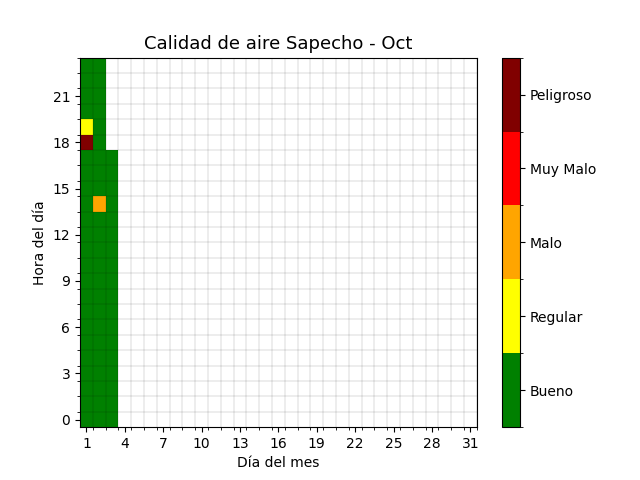 Calidad de aire Sapecho - Oct
Hora del día
21
18
15
12
9
6
3
0
1 4 7 10 13 16 19 22 25 28 31
Día del mes
Peligroso
Muy Malo
Malo
Regular
Bueno